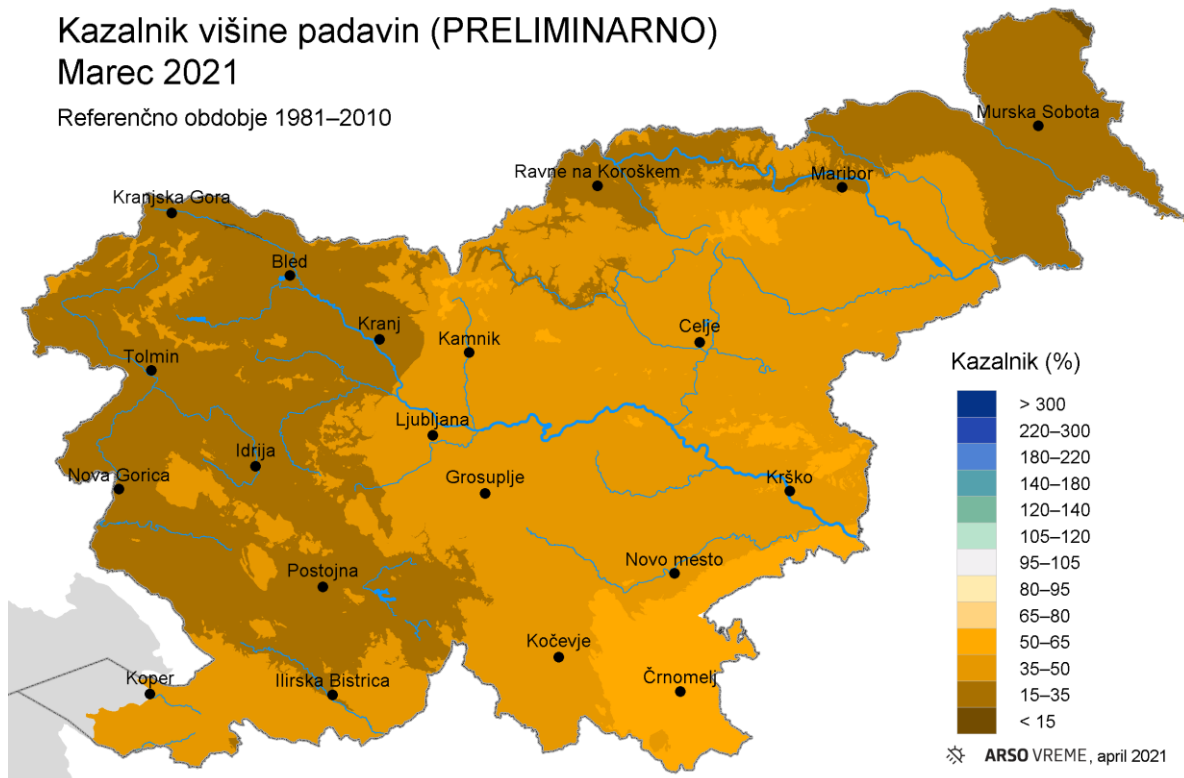 Kazalnik višine padavin (PRELIMINARNO)
Marec 2021
Referenčno obdobje 1981–2010
Murska Sobota
Ravne na Koroškem
Maribor
Kranjska Gora
Bled
Kranj
Kamnik
Celje
Tolmin
Ljubljana
Idrija
Nova Gorica
Grosuplje
Krško
Novo mesto
Postojna
Kočevje
Koper
Ilirska Bistrica
Črnomelj
Kazalnik (%)
> 300
220–300
180–220
140–180
120–140
105–120
95–105
80–95
65–80
50–65
35–50
15–35
< 15
ARSO VREME, april 2021